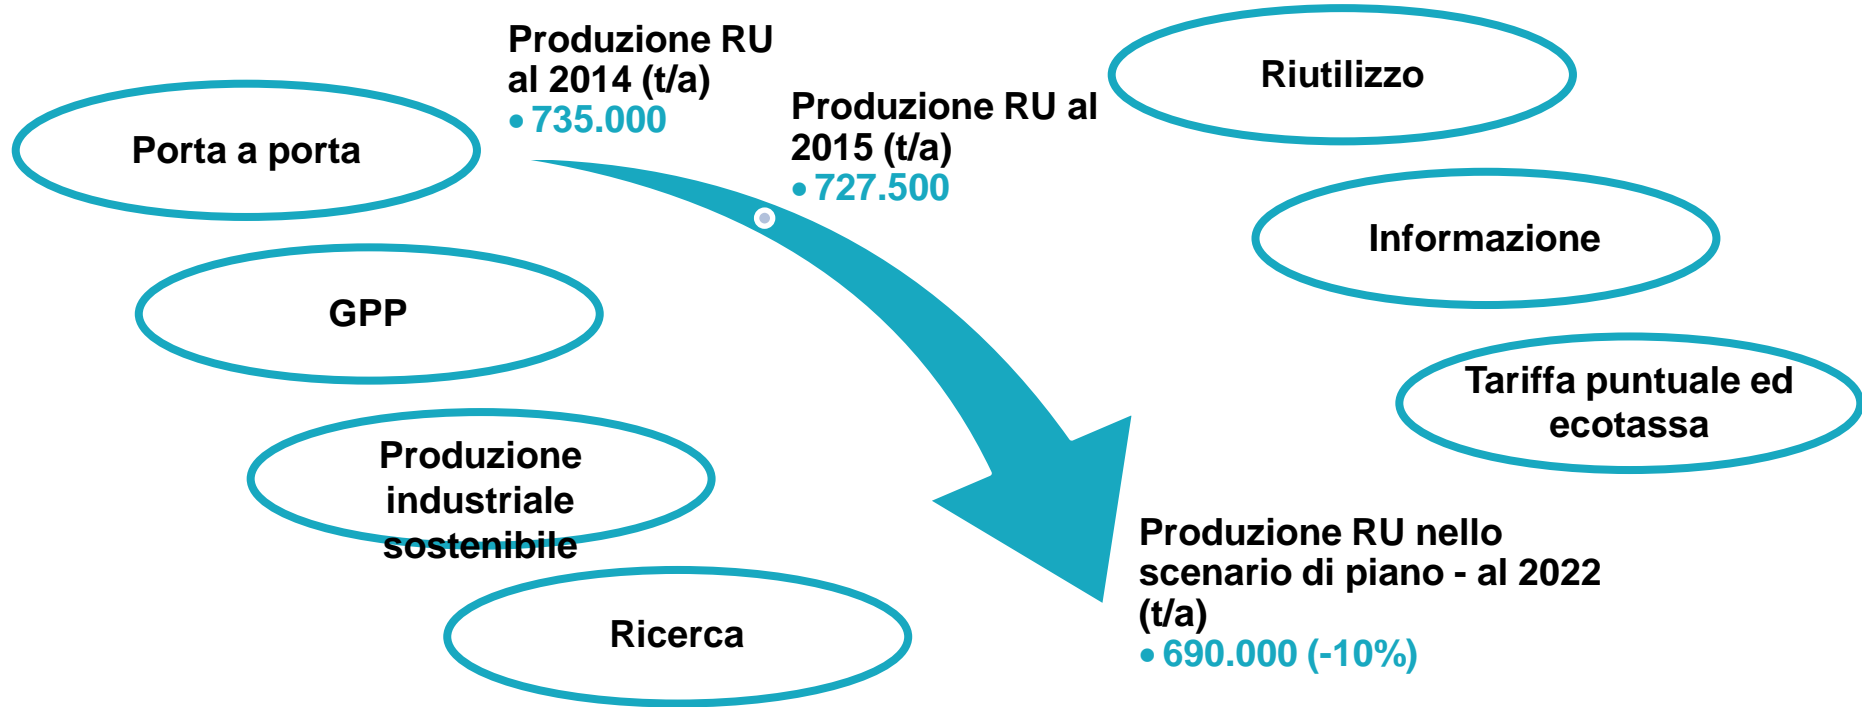 Porta a porta
GPP
Produzione
industriale
sostenibile
Ricerca
Produzione RU
al 2014 (t/a)
• 735.000
Produzione RU al
2015 (t/a)
• 727.500
Produzione RU nello
scenario di piano - al 2022
(t/a)
• 690.000 (-10%)
Riutilizzo
Informazione
Tariffa puntuale ed
ecotassa